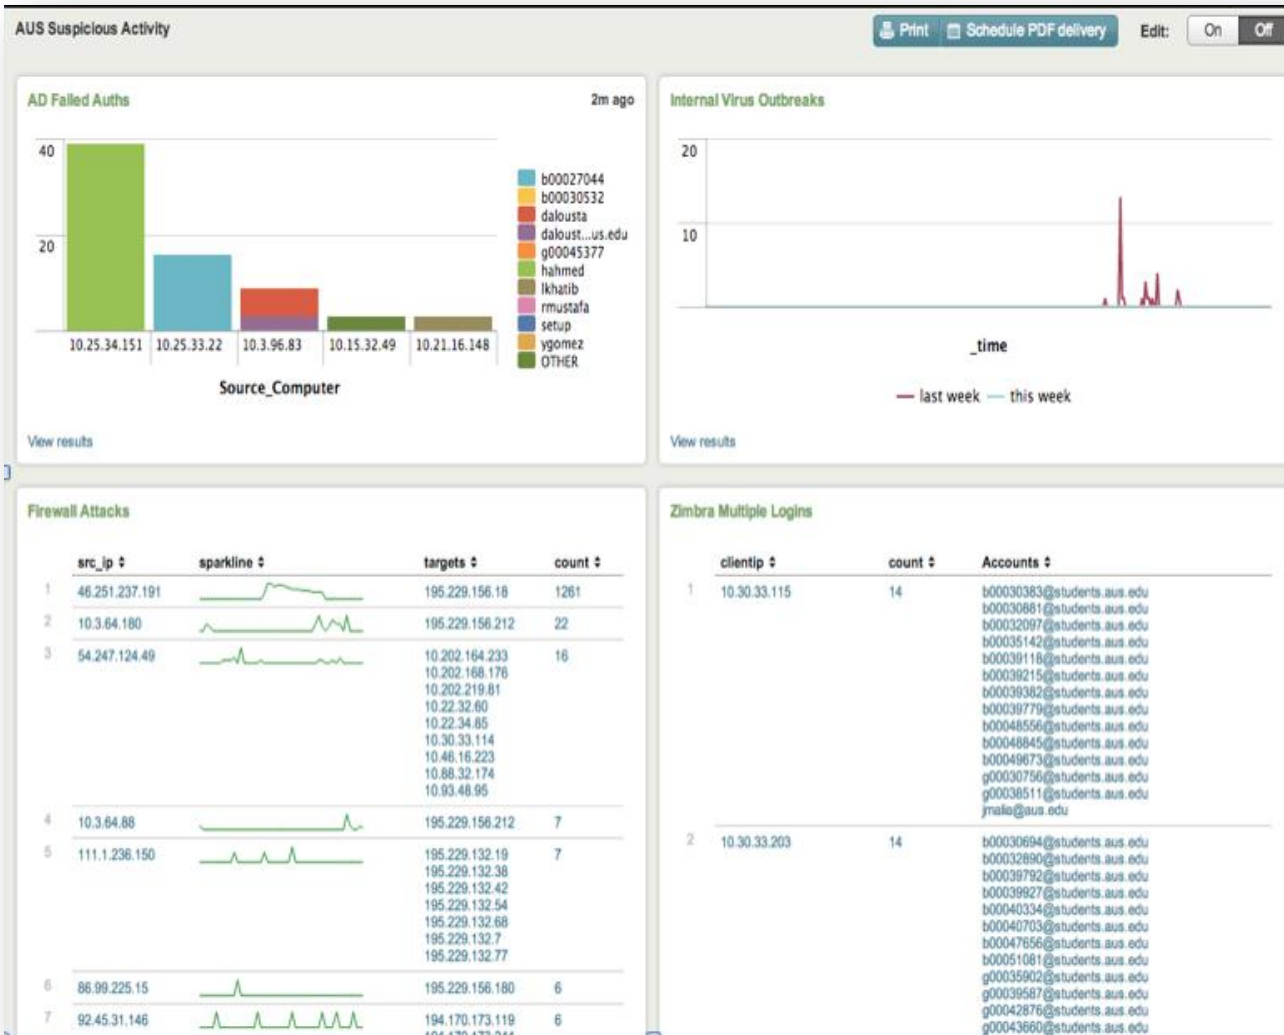 AUS Suspicious Activity
Print Schedule PDF delivery Edit: On Off
AD Failed Auths 2m ago
40
20
10.25.34.151 10.25.33.22 10.3.96.83 10.15.32.49 10.21.16.148
Source_Computer
b00027044
b00030532
dalousta
daloust...us.edu
g00045377
hahmed
lkhatib
rmustafa
setup
ygomez
OTHER
View results
Internal Virus Outbreaks
20
10
_time
last week this week
View results
Firewall Attacks
src_ip sparkline targets count
1 46.251.237.191 195.229.156.18 1261
2 10.3.64.180 195.229.156.212 22
3 54.247.124.49 10.202.164.233 16
10.202.168.176
10.202.219.81
10.22.32.60
10.22.34.85
10.30.33.114
10.46.16.223
10.88.32.174
10.93.48.95
4 10.3.64.88 195.229.156.212 7
5 111.1.236.150 195.229.132.19 7
195.229.132.38
195.229.132.42
195.229.132.54
195.229.132.68
195.229.132.7
195.229.132.77
6 86.99.225.15 195.229.156.180 6
7 92.45.31.146 194.170.173.119 6
Zimbra Multiple Logins
clientip count Accounts
1 10.30.33.115 14 b00030383@students.aus.edu
b00030881@students.aus.edu
b00032097@students.aus.edu
b00035142@students.aus.edu
b00039118@students.aus.edu
b00039215@students.aus.edu
b00039382@students.aus.edu
b00039779@students.aus.edu
b00048556@students.aus.edu
b00048845@students.aus.edu
b00049673@students.aus.edu
g00030756@students.aus.edu
g00038511@students.aus.edu
jmalia@aus.edu
2 10.30.33.203 14 b00030694@students.aus.edu
b00032890@students.aus.edu
b00039792@students.aus.edu
b00039927@students.aus.edu
b00040334@students.aus.edu
b00040703@students.aus.edu
b00047656@students.aus.edu
b00051081@students.aus.edu
g00035902@students.aus.edu
g00039587@students.aus.edu
g00042876@students.aus.edu
g00043660@students.aus.edu